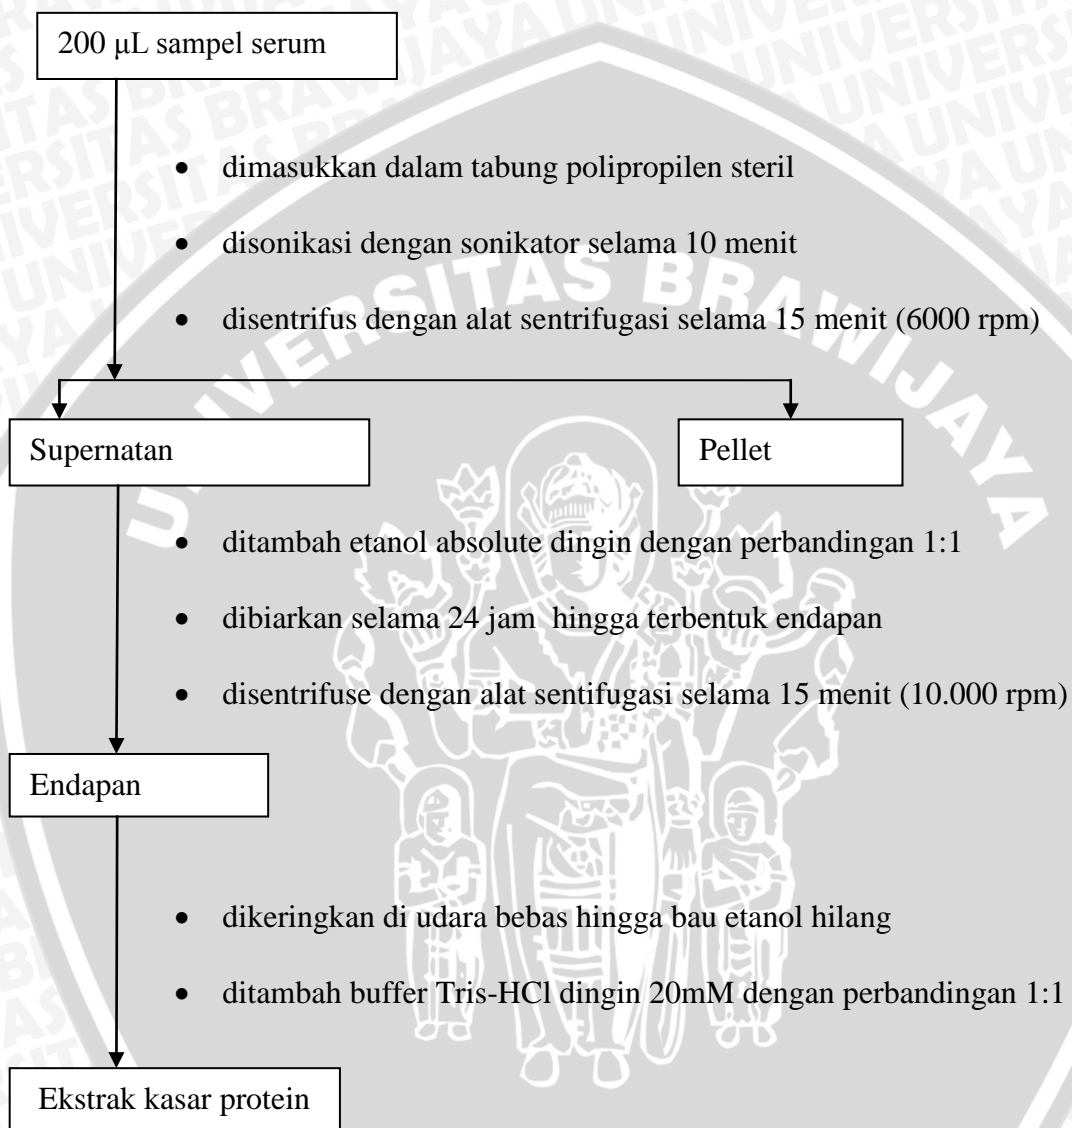 200 µL sampel serum
• dimasukkan dalam tabung polipropilen steril
• disonikasi dengan sonikator selama 10 menit
• disentrifus dengan alat sentrifugasi selama 15 menit (6000 rpm)
UNIVERSITAS BRAWIJAYA
Supernatan
Pellet
• ditambah etanol absolute dingin dengan perbandingan 1:1
• dibiarkan selama 24 jam hingga terbentuk endapan
• disentrifuse dengan alat sentifugasi selama 15 menit (10.000 rpm)
Endapan
• dikeringkan di udara bebas hingga bau etanol hilang
• ditambah buffer Tris-HCl dingin 20mM dengan perbandingan 1:1
Ekstrak kasar protein